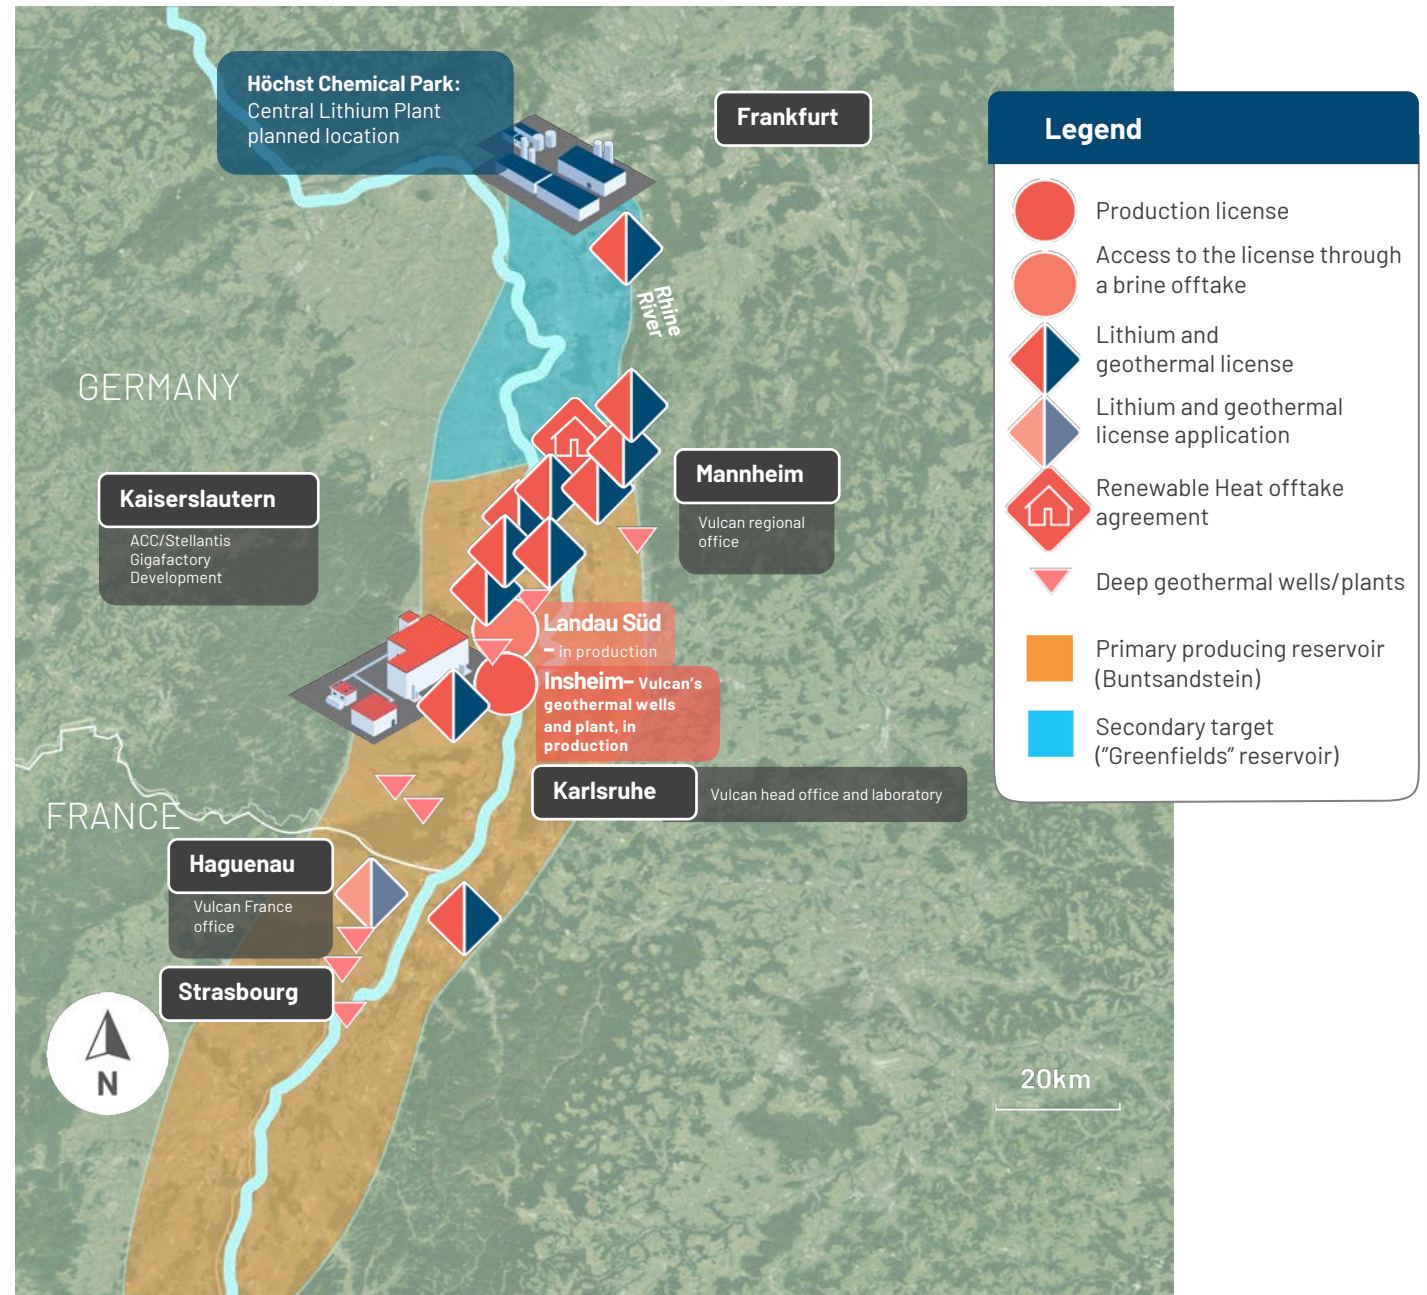 Höchst Chemical Park:
Central Lithium Plant
planned location
Frankfurt
Rhine
River
GERMANY
Kaiserslautern
ACC/Stellantis
Gigafactory
Development
Mannheim
Vulcan regional
office
Landau Süd
– in production
Insheim– Vulcan's
geothermal wells
and plant, in
production
Karlsruhe
Vulcan head office and laboratory
FRANCE
Haguenau
Vulcan France
office
Strasbourg
N
20km
Legend
Production license
Access to the license through
a brine offtake
Lithium and
geothermal license
Lithium and geothermal
license application
Renewable Heat offtake
agreement
Deep geothermal wells/plants
Primary producing reservoir
(Buntsandstein)
Secondary target
("Greenfields" reservoir)